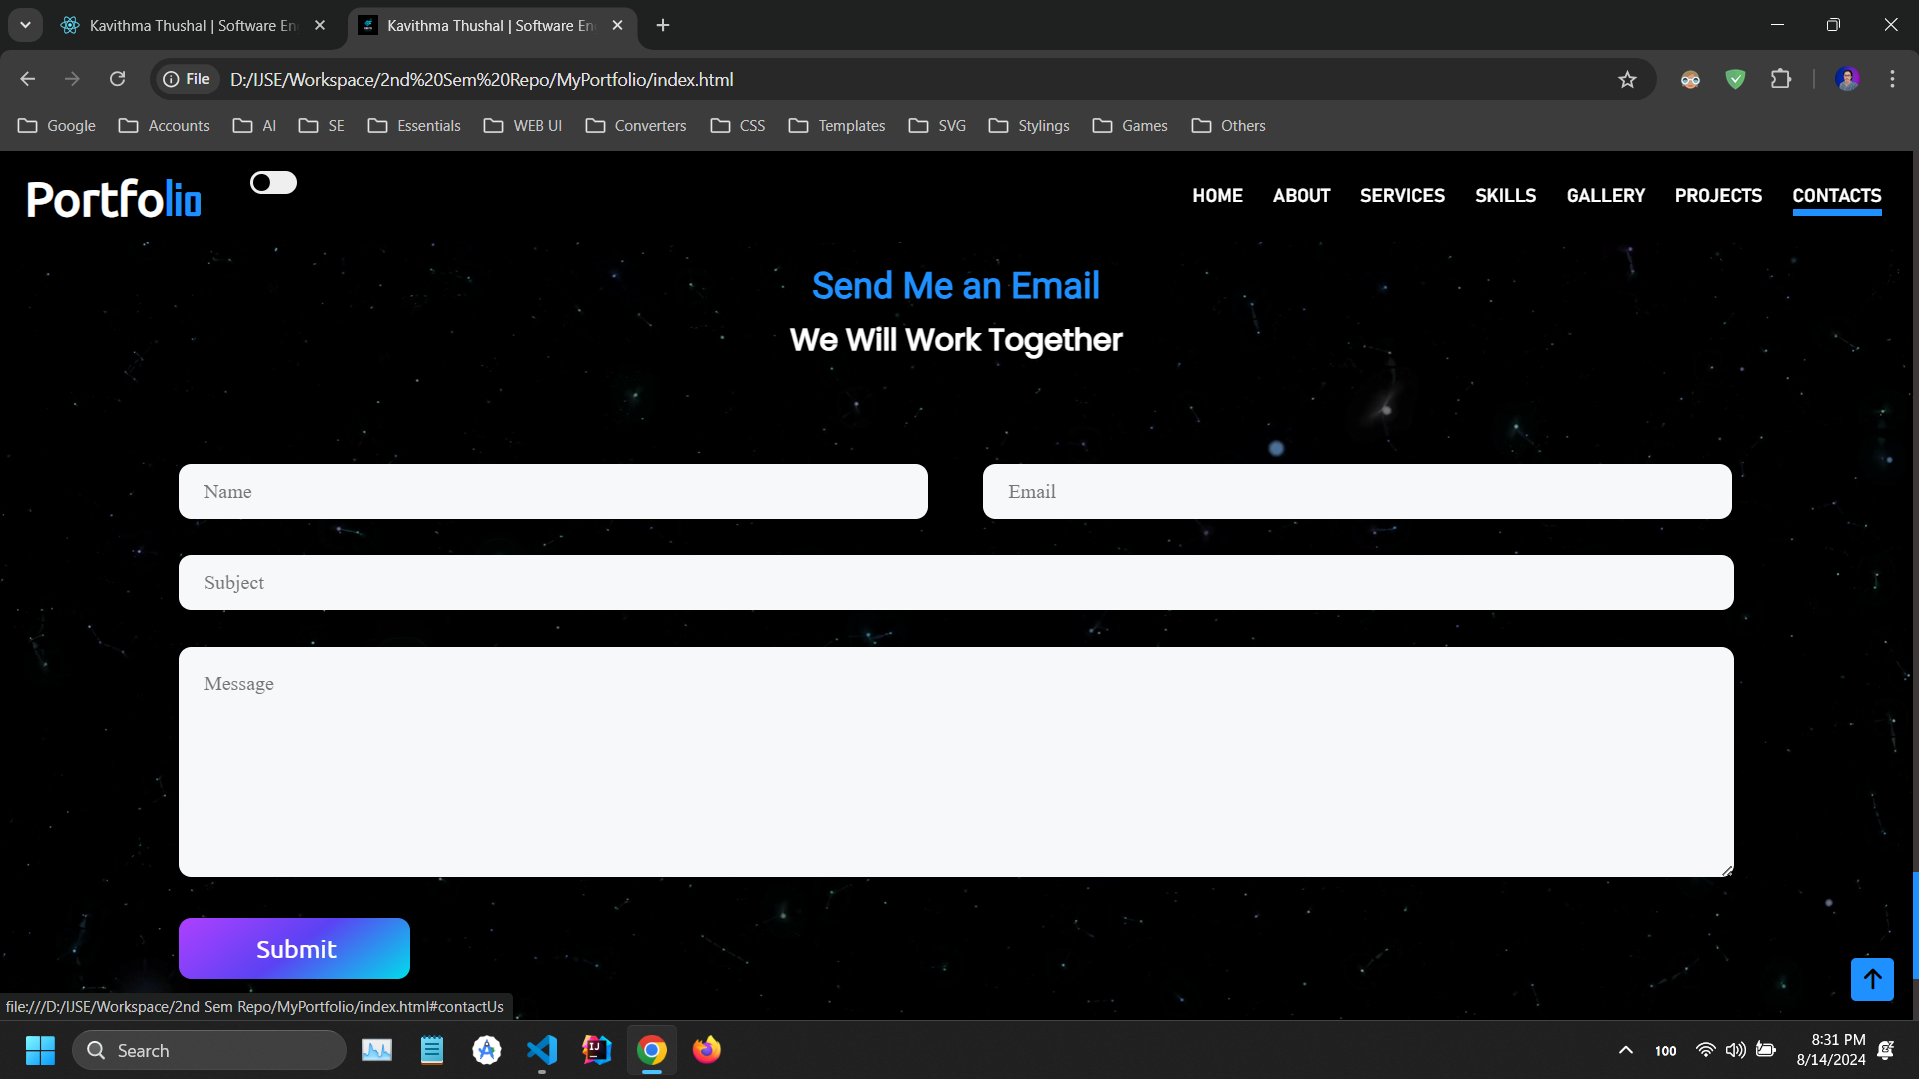 Kavithma Thushal | Software En
Kavithma Thushal | Software En
File
D:/IJSE/Workspace/2nd%20Sem%20Repo/MyPortfolio/index.html
Google
Accounts
AI
SE
Essentials
WEB UI
Converters
CSS
Templates
SVG
Stylings
Games
Others
Portfolio
HOME
ABOUT
SERVICES
SKILLS
GALLERY
PROJECTS
CONTACTS
Send Me an Email
We Will Work Together
Name
Email
Subject
Message
Submit
file:///D:/IJSE/Workspace/2nd Sem Repo/MyPortfolio/index.html#contactUs
Search
100
8:31 PM
8/14/2024